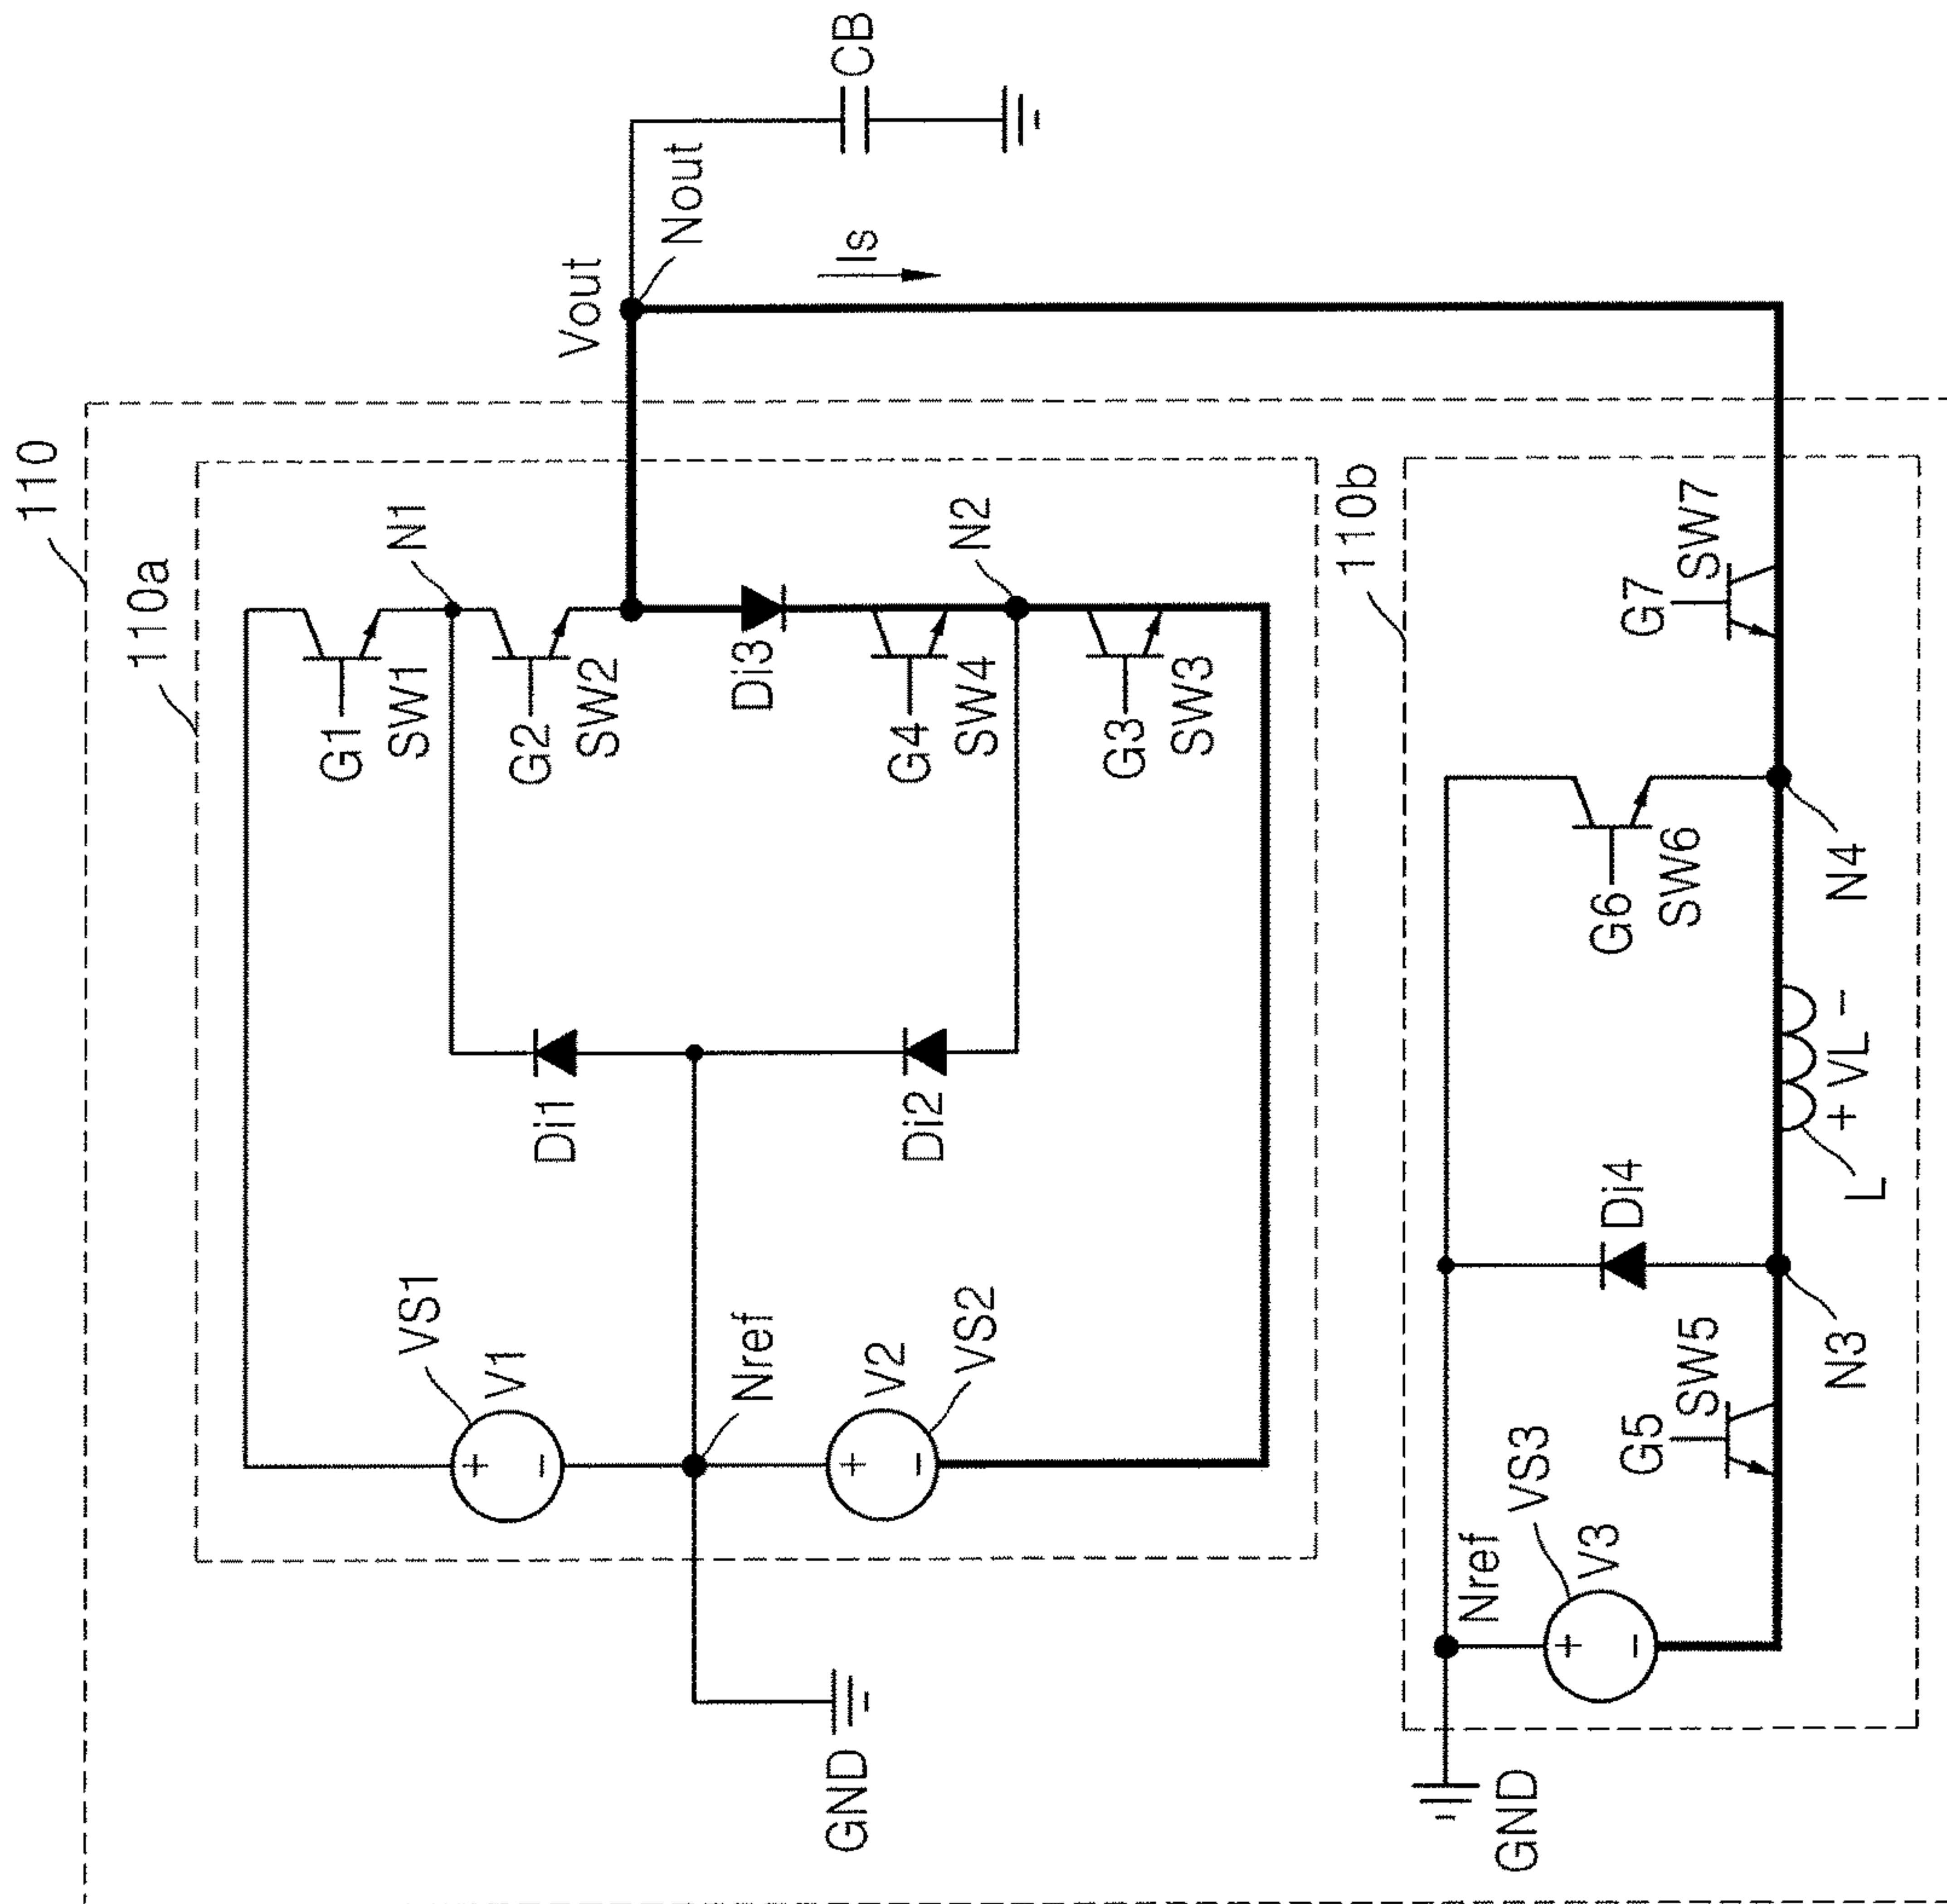 110
110a
VS1
V1
G1
SW1
N1
G2
SW2
Di1
Vout
Nout
Is
CB
Nref
Di3
V2
VS2
Di2
G4
SW4
N2
G3
SW3
GND
110b
Nref
VS3
V3
G5
SW5
Di4
G6
SW6
G7
SW7
N3
L
+ VL -
N4
GND